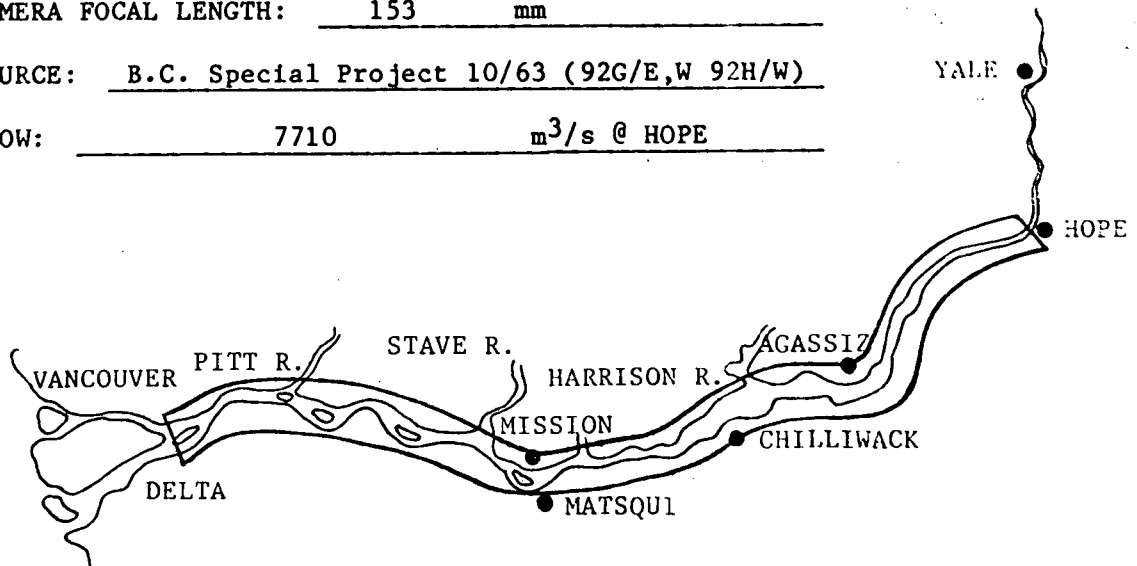 MERA FOCAL LENGTH: 153 mm
URCE: B.C. Special Project 10/63 (92G/E,W 92H/W)
YALE
OW: 7710 m³/s @ HOPE
HOPE
PITT R.
STAVE R.
AGASSIZ
VANCOUVER
HARRISON R.
MISSION
CHILLIWACK
DELTA
MATSQUI